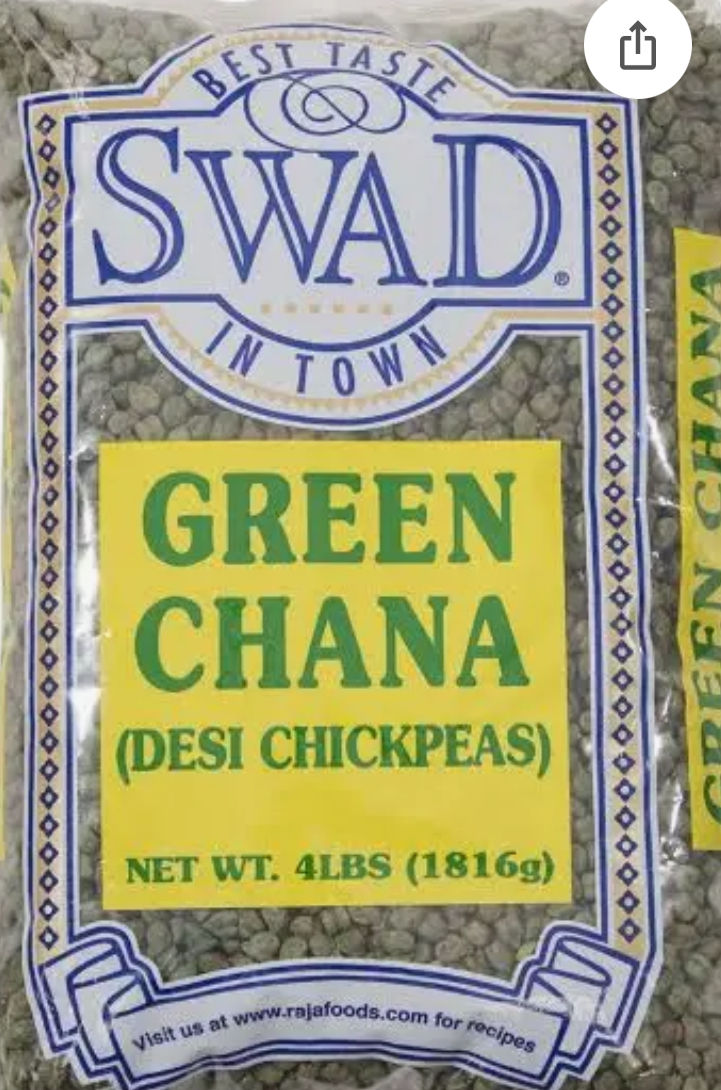 BEST TASTE
SWAD®
IN TOWN
GREEN
CHANA
(DESI CHICKPEAS)
NET WT. 4LBS (1816g)
Visit us at www.rajafoods.com for recipes
GREEN CHANA